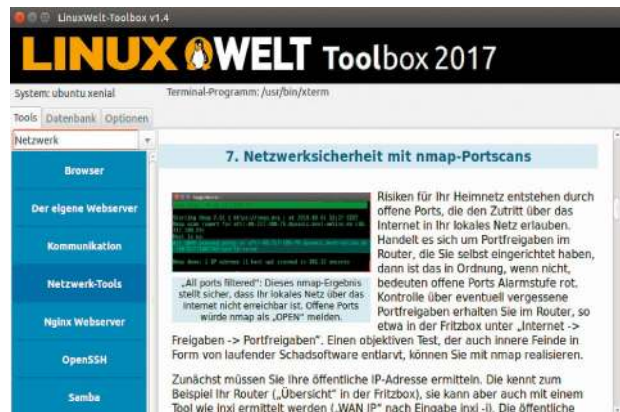 LinuxWelt-Toolbox v1.4
LINUX WELT Toolbox 2017
System: ubuntu xenial Terminal-Programm: /usr/bin/xterm
Tools Datenbank Optionen
Netzwerk
Browser
Der eigene Webserver
Kommunikation
Netzwerk-Tools
Nginx Webserver
OpenSSH
Samba
7. Netzwerksicherheit mit nmap-Portscans
„All ports filtered": Dieses nmap-Ergebnis
stellt sicher, dass Ihr lokales Netz über das
Internet nicht erreichbar ist. Offene Ports
würde nmap als „OPEN" melden.
Risiken für Ihr Heimnetz entstehen durch
offene Ports, die den Zutritt über das
Internet in Ihr lokales Netz erlauben.
Handelt es sich um Portfreigaben im
Router, die Sie selbst eingerichtet haben,
dann ist das in Ordnung, wenn nicht,
bedeuten offene Ports Alarmstufe rot.
Kontrolle über eventuell vergessene
Portfreigaben erhalten Sie im Router, so
etwa in der Fritzbox unter „Internet ->
Freigaben -> Portfreigaben". Einen objektiven Test, der auch innere Feinde in
Form von laufender Schadsoftware entlarvt, können Sie mit nmap realisieren.
Zunächst müssen Sie Ihre öffentliche IP-Adresse ermitteln. Die kennt zum
Beispiel Ihr Router („Übersicht" in der Fritzbox), sie kann aber auch mit einem
Tool wie inxi ermittelt werden („WAN IP" nach Eingabe inxi -i). Die öffentliche